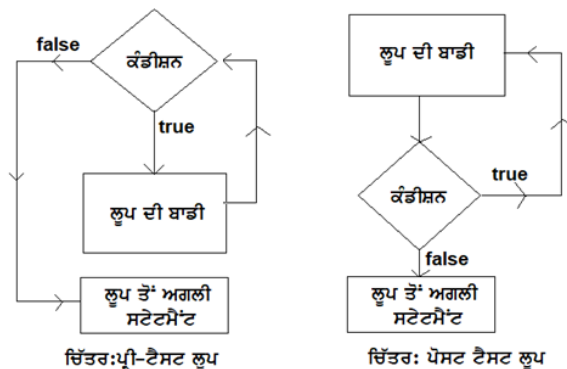 false
ਕੰਡੀਸ਼ਨ
true
ਲੂਪ ਦੀ ਬਾਡੀ
ਲੂਪ ਤੋਂ ਅਗਲੀ
ਸਟੇਟਮੈਂਟ
ਚਿੱਤਰ:ਪ੍ਰੀ-ਟੈਸਟ ਲੂਪ
ਲੂਪ ਦੀ ਬਾਡੀ
ਕੰਡੀਸ਼ਨ
true
false
ਲੂਪ ਤੋਂ ਅਗਲੀ
ਸਟੇਟਮੈਂਟ
ਚਿੱਤਰ: ਪੋਸਟ ਟੈਸਟ ਲੂਪ